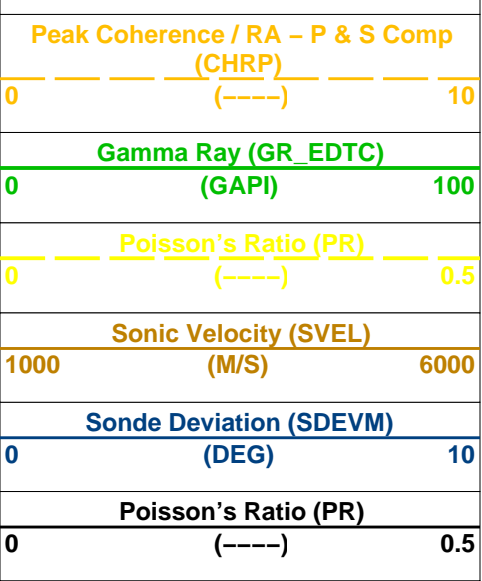 Peak Coherence / RA – P & S Comp
(CHRP)
0 (––––) 10
Gamma Ray (GR_EDTC)
0 (GAPI) 100
Poisson's Ratio (PR)
0 (––––) 0.5
Sonic Velocity (SVEL)
1000 (M/S) 6000
Sonde Deviation (SDEVM)
0 (DEG) 10
Poisson's Ratio (PR)
0 (––––) 0.5